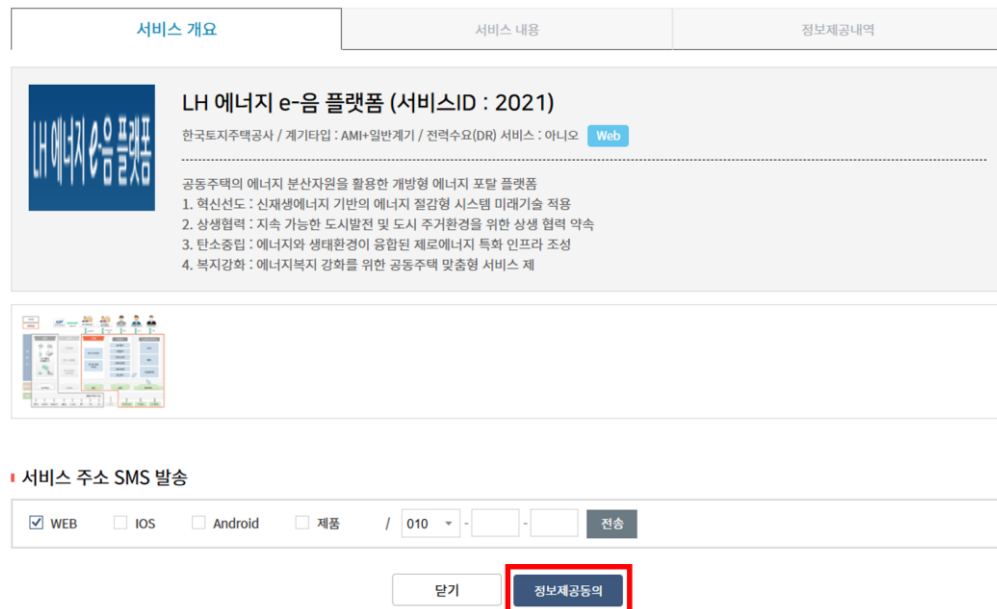 서비스 개요
서비스 내용
정보제공내역
LH 에너지 e-음 플랫폼
LH 에너지 e-음 플랫폼 (서비스ID : 2021)
한국토지주택공사 / 계기타입 : AMI+일반계기 / 전력수요(DR) 서비스 : 아니오 Web
공동주택의 에너지 분산자원을 활용한 개방형 에너지 포탈 플랫폼
1. 혁신선도 : 신재생에너지 기반의 에너지 절감형 시스템 미래기술 적용
2. 상생협력 : 지속 가능한 도시발전 및 도시 주거환경을 위한 상생 협력 약속
3. 탄소중립 : 에너지와 생태환경이 융합된 제로에너지 특화 인프라 조성
4. 복지강화 : 에너지복지 강화를 위한 공동주택 맞춤형 서비스 제
서비스 주소 SMS 발송
WEB IOS Android 제품 / 010 - - 전송
닫기 정보제공동의